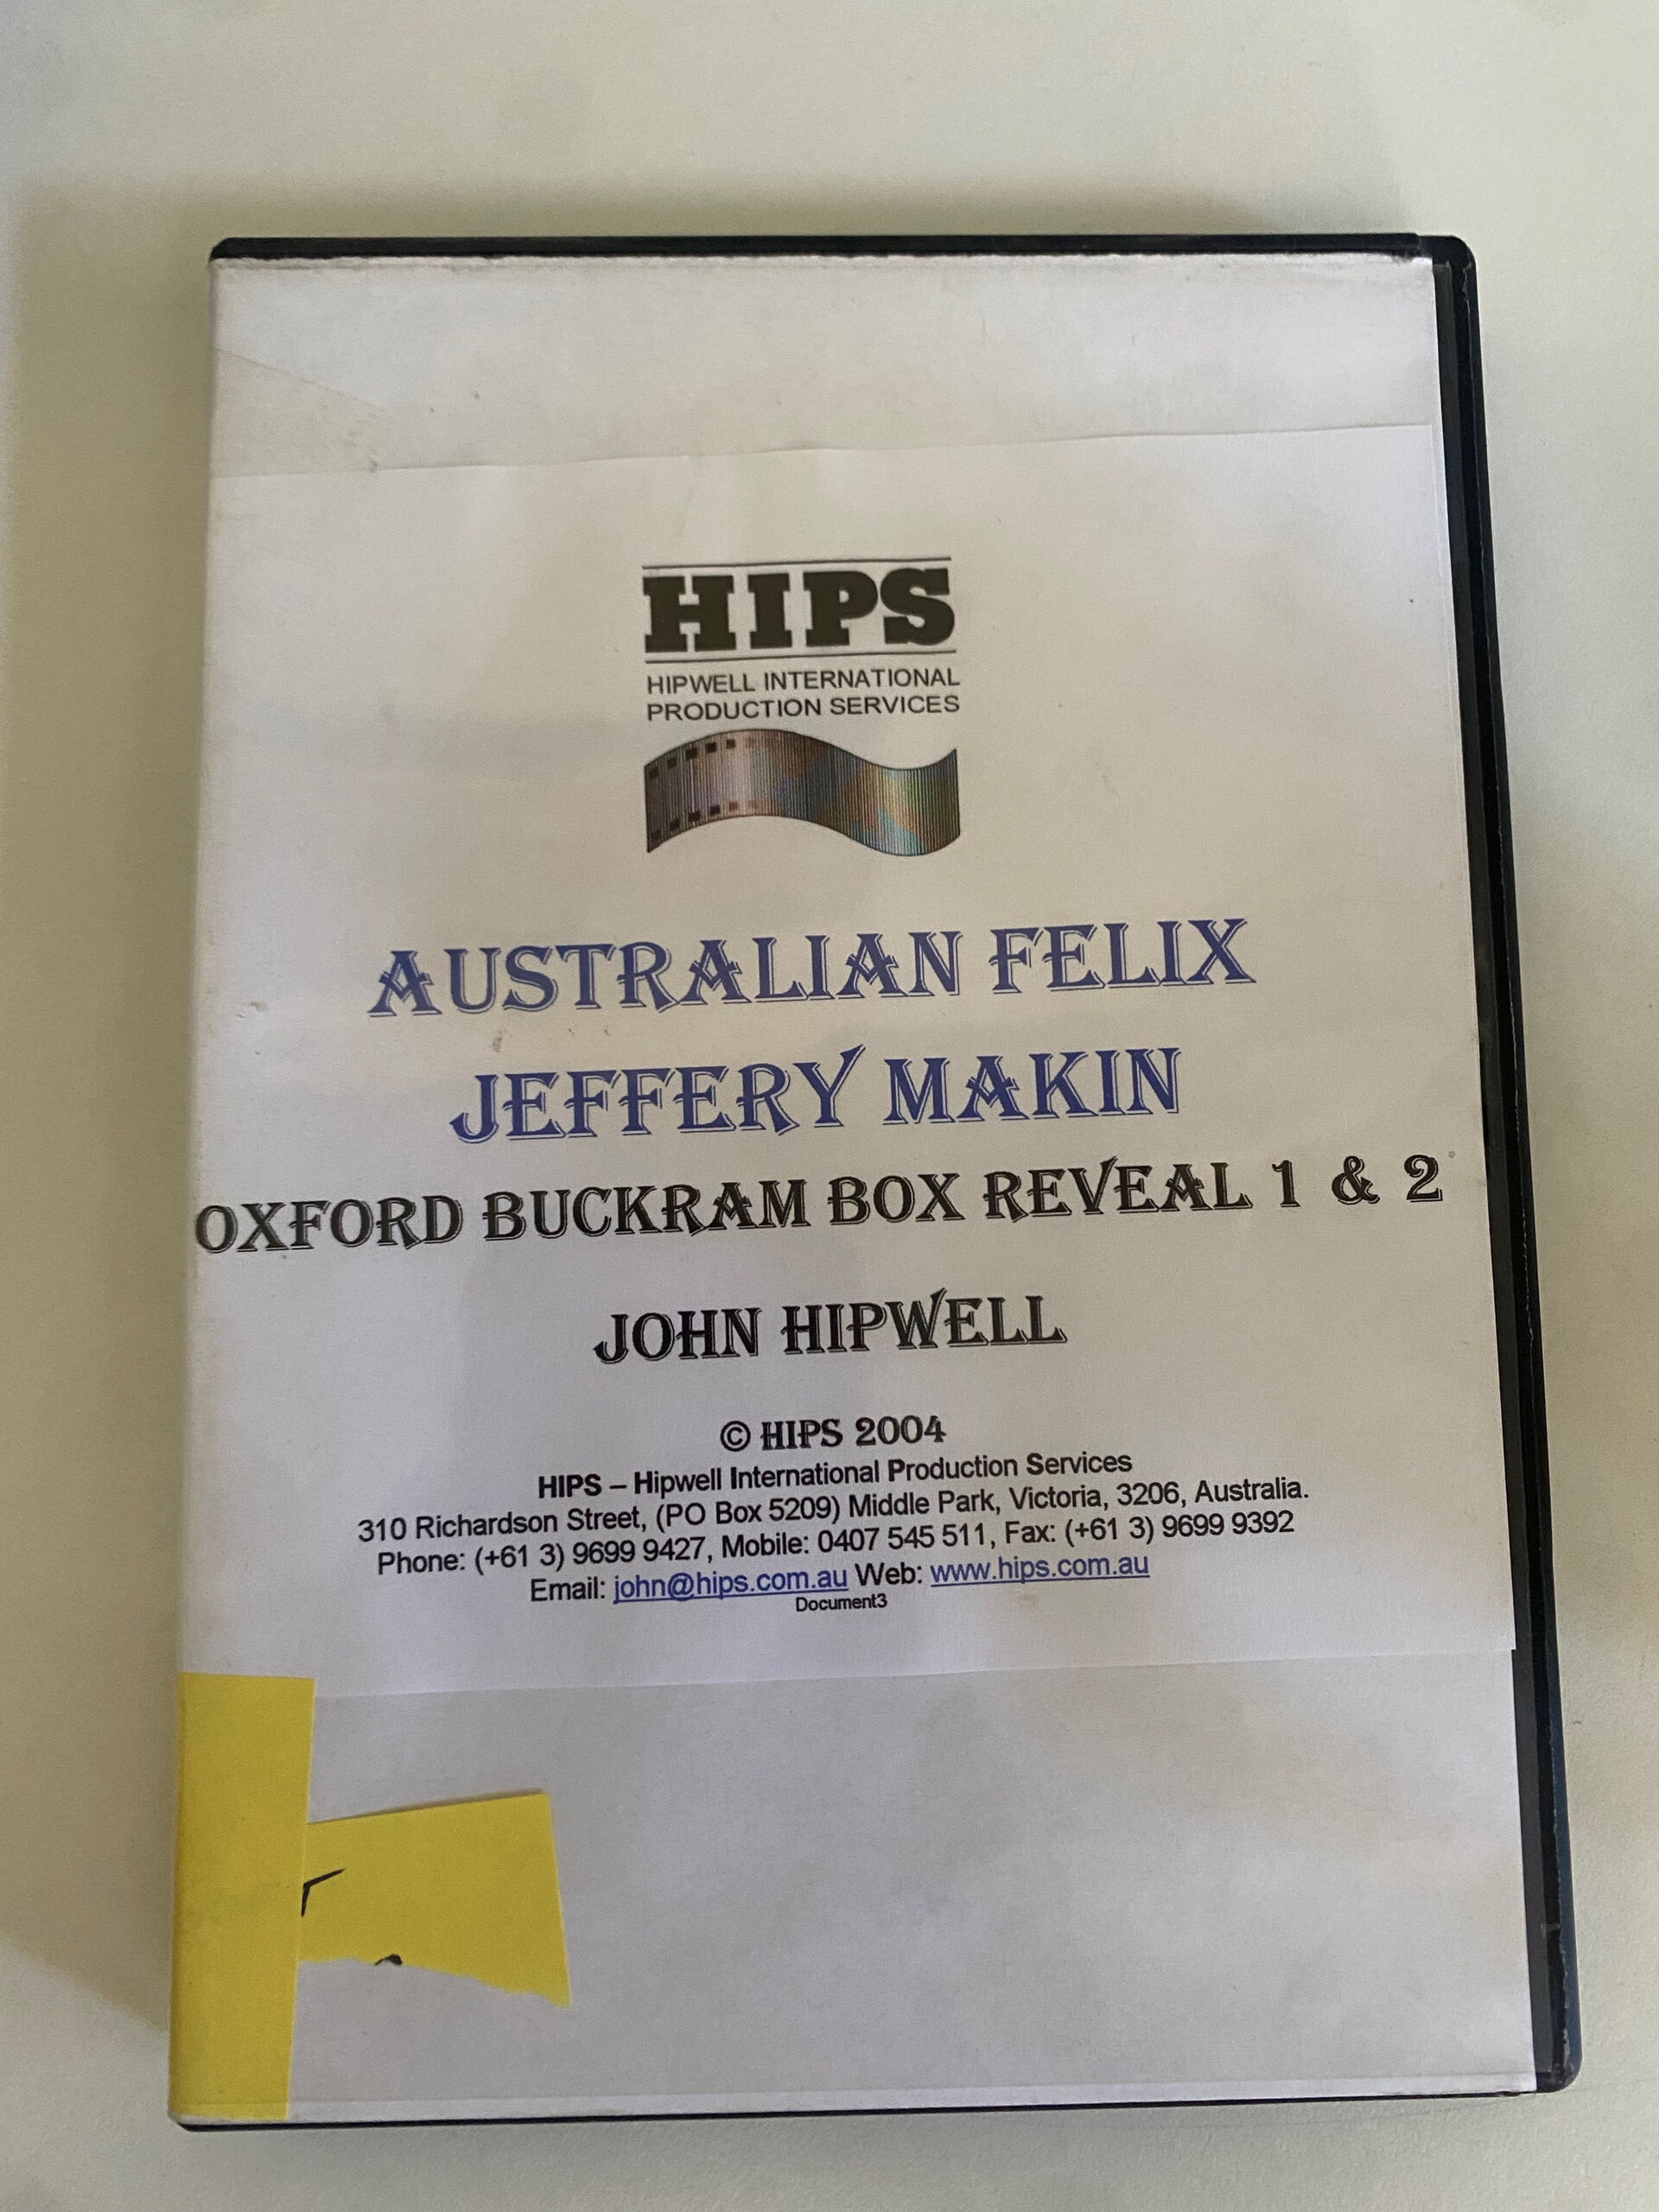 HIPS
HIPWELL INTERNATIONAL
PRODUCTION SERVICES
AUSTRALIAN FELIX
JEFFERY MAKIN
OXFORD BUCKRAM BOX REVEAL 1 & 2
JOHN HIPWELL
© HIPS 2004
HIPS – Hipwell International Production Services
310 Richardson Street, (PO Box 5209) Middle Park, Victoria, 3206, Australia.
Phone: (+61 3) 9699 9427, Mobile: 0407 545 511, Fax: (+61 3) 9699 9392
Email: john@hips.com.au Web: www.hips.com.au
Document3